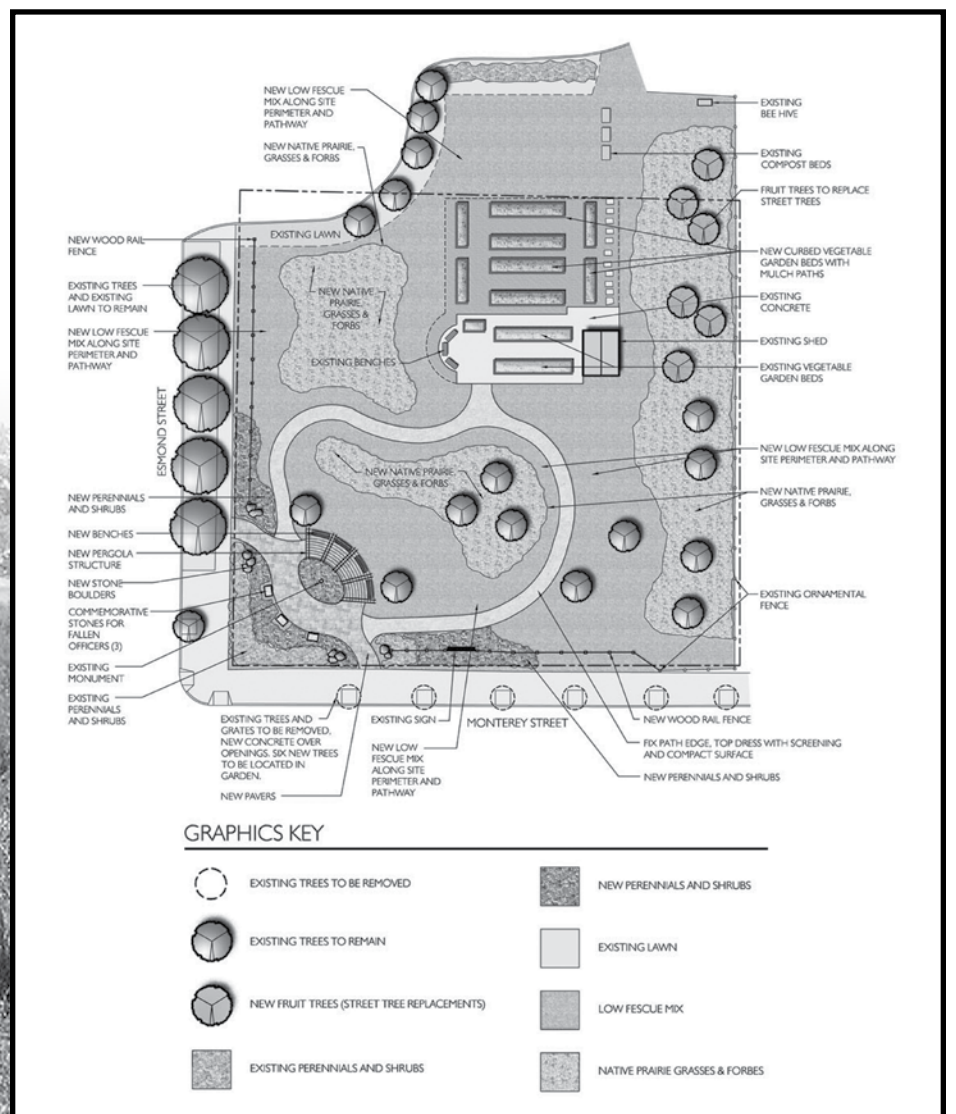 NEW LOW FESCUE
MIX ALONG SITE
PERIMETER AND
PATHWAY
NEW NATIVE PRAIRIE,
GRASSES & FORBS
EXISTING LAWN
NEW WOOD RAIL
FENCE
EXISTING TREES
AND EXISTING
LAWN TO REMAIN
NEW LOW FESCUE
MIX ALONG SITE
PERIMETER AND
PATHWAY
ESMOND STREET
NEW NATIVE
PRAIRIE,
GRASSES &
FORBS
EXISTING BENCHES
NEW NATIVE PRAIRIE,
GRASSES & FORBS
NEW PERENNIALS
AND SHRUBS
NEW BENCHES
NEW PERGOLA
STRUCTURE
NEW STONE
BOULDERS
COMMEMORATIVE
STONES FOR
FALLEN
OFFICERS (3)
EXISTING
MONUMENT
EXISTING
PERENNIALS
AND SHRUBS
EXISTING
BEE HIVE
EXISTING
COMPOST BEDS
FRUIT TREES TO REPLACE
STREET TREES
NEW CURBED VEGETABLE
GARDEN BEDS WITH
MULCH PATHS
EXISTING
CONCRETE
EXISTING SHED
EXISTING VEGETABLE
GARDEN BEDS
NEW LOW FESCUE MIX ALONG
SITE PERIMETER AND PATHWAY
NEW NATIVE PRAIRIE,
GRASSES & FORBS
EXISTING ORNAMENTAL
FENCE
EXISTING TREES AND
GRATES TO BE REMOVED,
NEW CONCRETE OVER
OPENINGS. SIX NEW TREES
TO BE LOCATED IN
GARDEN.
NEW PAVERS
EXISTING SIGN
MONTEREY STREET
NEW LOW
FESCUE MIX
ALONG SITE
PERIMETER AND
PATHWAY
NEW WOOD RAIL FENCE
FIX PATH EDGE, TOP DRESS WITH SCREENING
AND COMPACT SURFACE
NEW PERENNIALS AND SHRUBS
GRAPHICS KEY
EXISTING TREES TO BE REMOVED
EXISTING TREES TO REMAIN
NEW FRUIT TREES (STREET TREE REPLACEMENTS)
EXISTING PERENNIALS AND SHRUBS
NEW PERENNIALS AND SHRUBS
EXISTING LAWN
LOW FESCUE MIX
NATIVE PRAIRIE GRASSES & FORBES